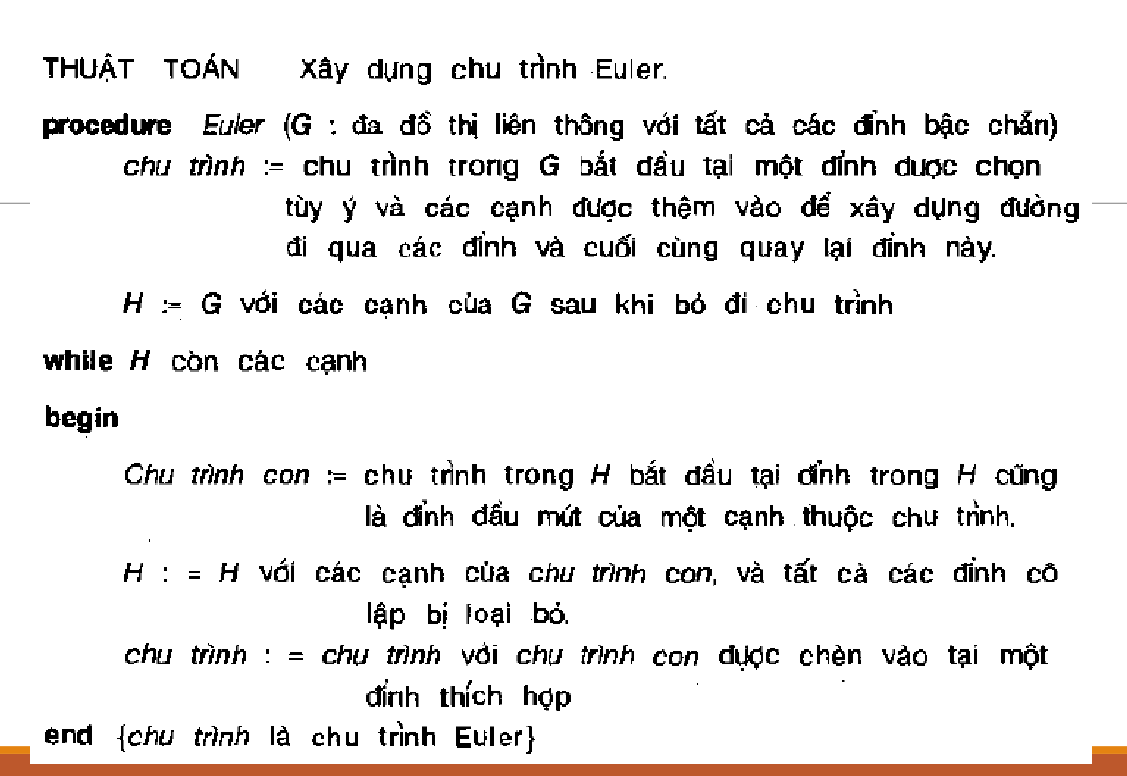 THUẬT TOÁN Xây dựng chu trình Euler.
procedure Euler (G : đa đồ thị liên thông với tất cả các đỉnh bậc chẵn)
chu trình := chu trình trong G bắt đầu tại một đỉnh được chọn
tùy ý và các cạnh được thêm vào để xây dựng đường
đi qua các đỉnh và cuối cùng quay lại đỉnh này.
H := G với các cạnh của G sau khi bỏ đi chu trình
while H còn các cạnh
begin
Chu trình con := chu trình trong H bắt đầu tại đỉnh trong H cũng
là đỉnh đầu mút của một cạnh thuộc chu trình.
H : = H với các cạnh của chu trình con, và tất cả các đỉnh cô
lập bị loại bỏ.
chu trình : = chu trình với chu trình con được chèn vào tại một
đỉnh thích hợp
end {chu trình là chu trình Euler}